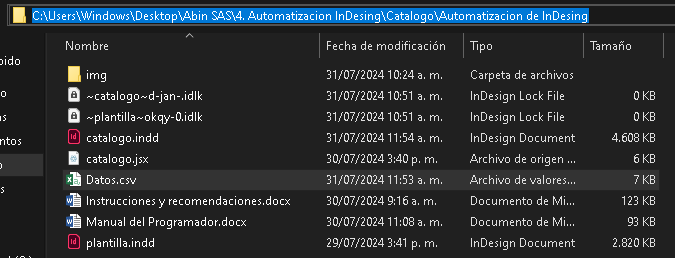 C:\Users\Windows\Desktop\Abin SAS\4. Automatizacion InDesing\Catalogo\Automatizacion de InDesing
Nombre Fecha de modificación Tipo Tamaño
img 31/07/2024 10:24 a. m. Carpeta de archivos
~catalogo~d-jan-.idlk 31/07/2024 10:51 a. m. InDesign Lock File 0 KB
~plantilla~okqy-0.idlk 31/07/2024 10:51 a. m. InDesign Lock File 0 KB
catalogo.indd 31/07/2024 11:54 a. m. InDesign Document 4.608 KB
catalogo.jsx 30/07/2024 3:40 p. m. Archivo de origen ... 6 KB
Datos.csv 31/07/2024 11:53 a. m. Archivo de valores... 7 KB
Instrucciones y recomendaciones.docx 30/07/2024 9:16 a. m. Documento de Mi... 123 KB
Manual del Programador.docx 30/07/2024 11:08 a. m. Documento de Mi... 93 KB
plantilla.indd 29/07/2024 3:41 p. m. InDesign Document 2.820 KB